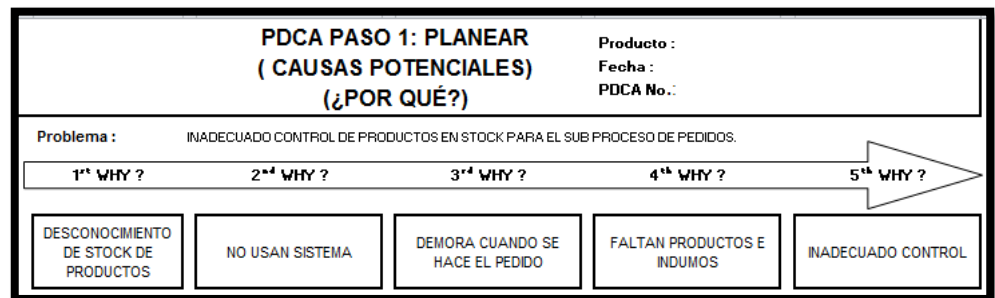 PDCA PASO 1: PLANEAR
( CAUSAS POTENCIALES)
(¿POR QUÉ?)
Producto :
Fecha :
PDCA No.:
Problema : INADECUADO CONTROL DE PRODUCTOS EN STOCK PARA EL SUB PROCESO DE PEDIDOS.
1rt WHY ? 2nd WHY ? 3rd WHY ? 4th WHY ? 5th WHY ?
DESCONOCIMIENTO
DE STOCK DE
PRODUCTOS
NO USAN SISTEMA
DEMORA CUANDO SE
HACE EL PEDIDO
FALTAN PRODUCTOS E
INDUMOS
INADECUADO CONTROL